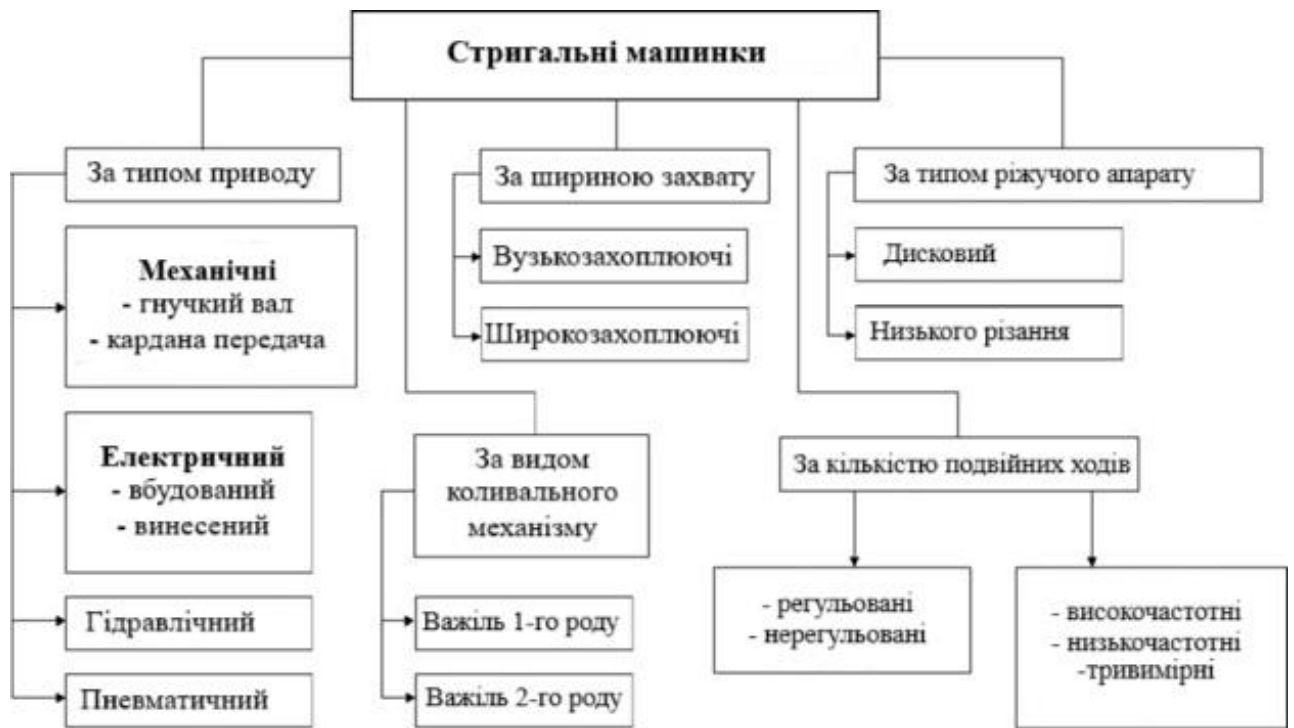 Стригальні машинки
За типом приводу
Механічні
- гнучкий вал
- кардана передача
Електричний
- вбудований
- винесений
Гідравлічний
Пневматичний
За видом
коливального
механізму
Важіль 1-го роду
Важіль 2-го роду
За шириною захвату
Вузькозахоплюючі
Широкозахоплюючі
За типом ріжучого апарату
Дисковий
Низького різання
За кількістю подвійних ходів
- регульовані
- нерегульовані
- високочастотні
- низькочастотні
-тривимірні